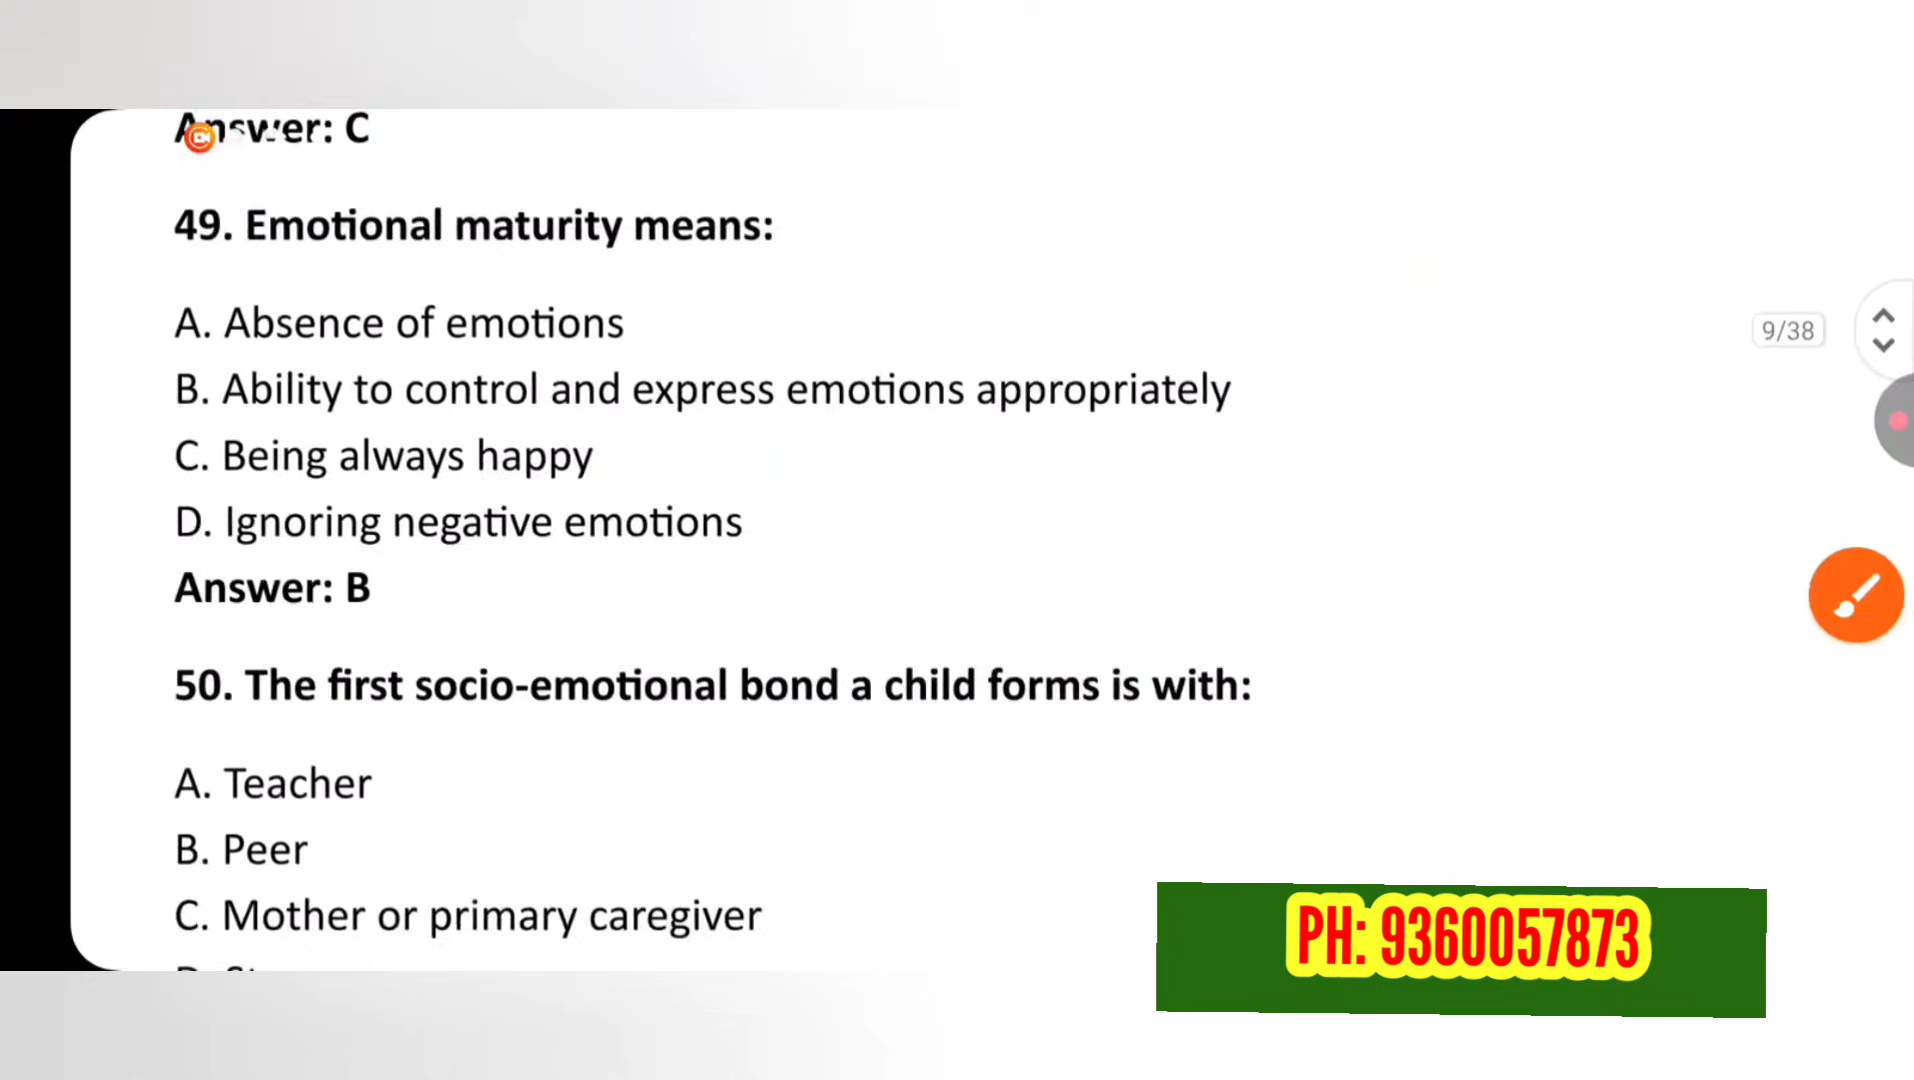 Answer: C
49. Emotional maturity means:
A. Absence of emotions
9/38
B. Ability to control and express emotions appropriately
C. Being always happy
D. Ignoring negative emotions
Answer: B
50. The first socio-emotional bond a child forms is with:
A. Teacher
B. Peer
C. Mother or primary caregiver
PH: 9360057873